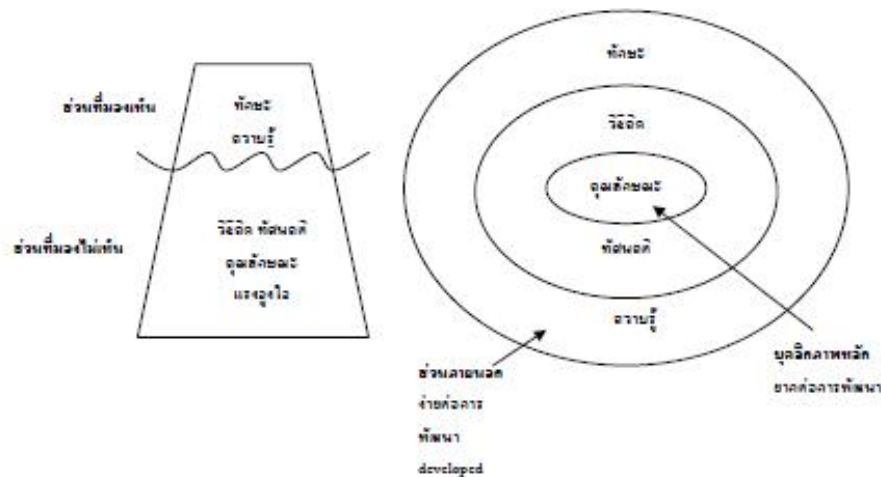 ส่วนที่มองเห็น
ทักษะ
ความรู้
ส่วนที่มองไม่เห็น
วิธีคิด ทัศนคติ
คุณลักษณะ
แรงจูงใจ
ทักษะ
วิธีคิด
คุณลักษณะ
ทัศนคติ
ความรู้
ส่วนภายนอก
ง่ายต่อการ
พัฒนา
developed
บุคลิกภาพหลัก
ยากต่อการพัฒนา